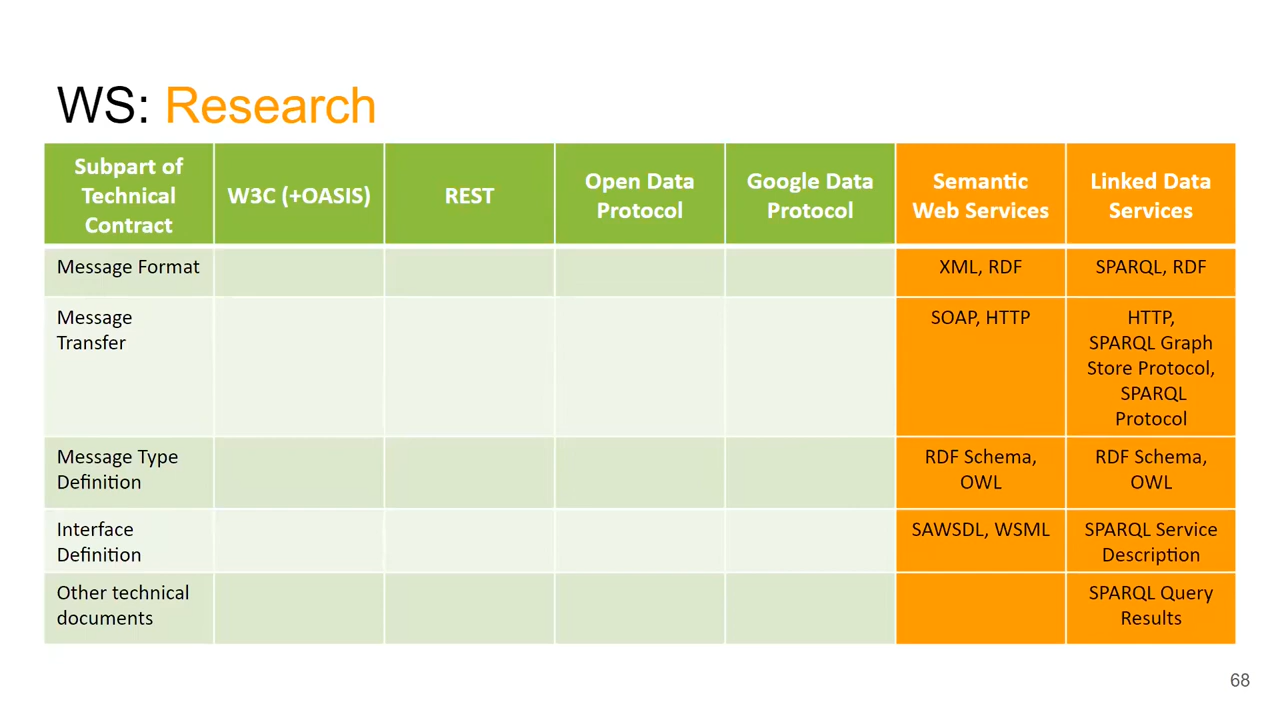 WS: Research
Subpart of
Technical
Contract
W3C (+OASIS)
REST
Open Data
Protocol
Google Data
Protocol
Semantic
Web Services
Linked Data
Services
Message Format
XML, RDF
SPARQL, RDF
Message
Transfer
SOAP, HTTP
HTTP,
SPARQL Graph
Store Protocol,
SPARQL
Protocol
Message Type
Definition
RDF Schema,
OWL
RDF Schema,
OWL
Interface
Definition
SAWSDL, WSML
SPARQL Service
Description
Other technical
documents
SPARQL Query
Results
68